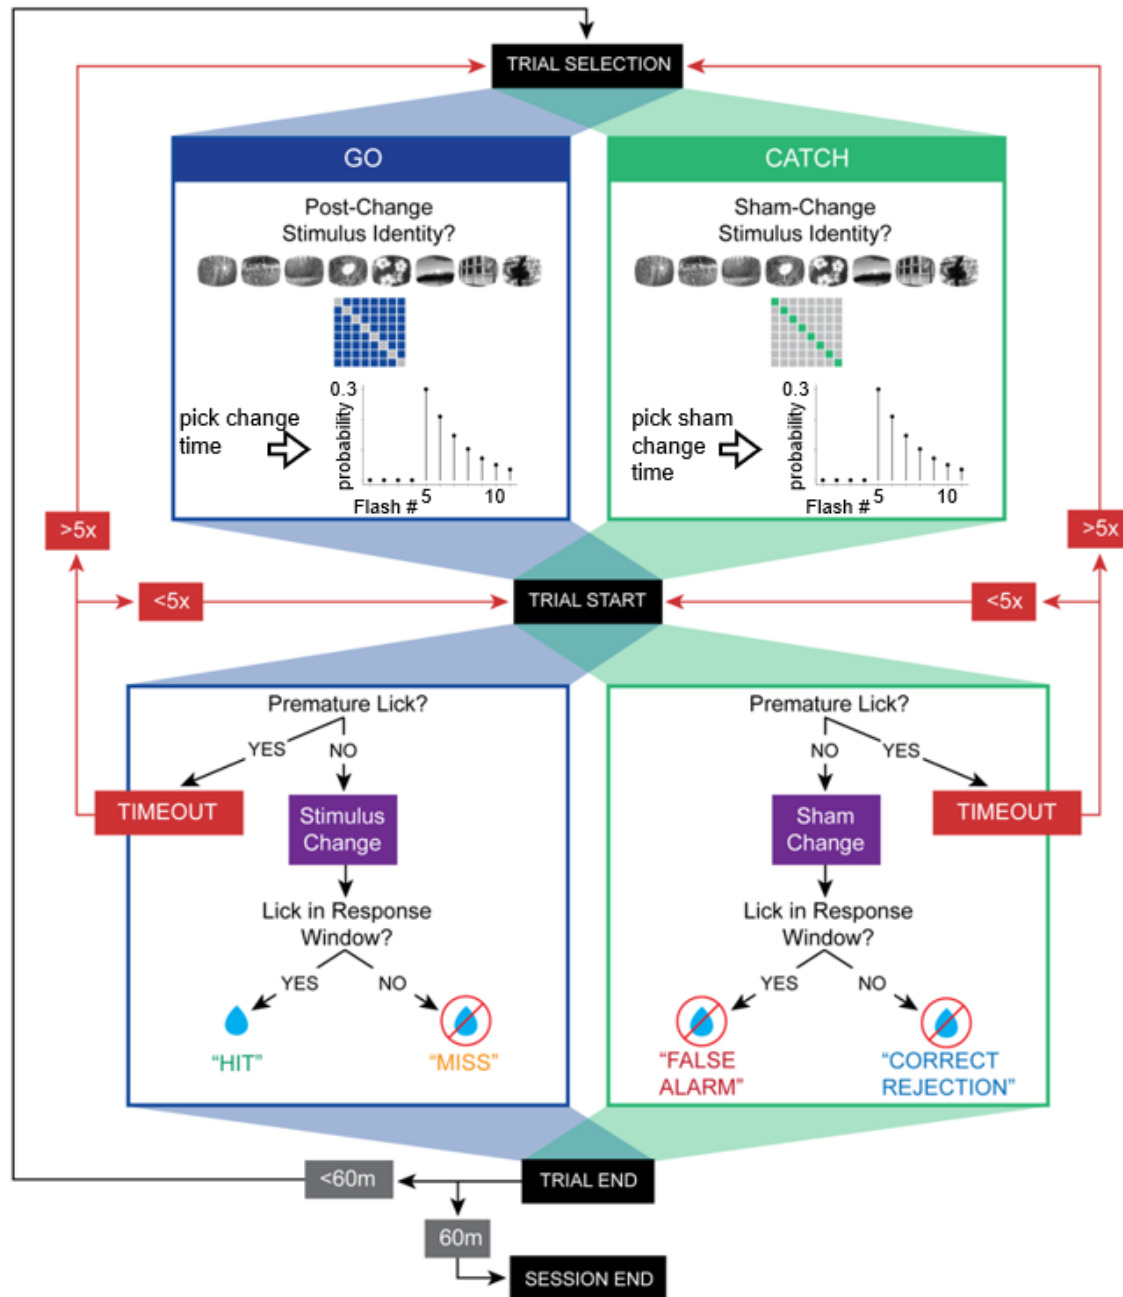 TRIAL SELECTION
GO
Post-Change
Stimulus Identity?
pick change
time
0.3
probability
5
10
Flash #
CATCH
Sham-Change
Stimulus Identity?
pick sham
change
time
0.3
probability
5
10
Flash #
>5x
>5x
<5x
TRIAL START
<5x
Premature Lick?
YES
NO
TIMEOUT
Stimulus
Change
Lick in Response
Window?
YES
NO
“HIT”
“MISS”
Premature Lick?
NO
YES
Sham
Change
TIMEOUT
Lick in Response
Window?
YES
NO
“FALSE
ALARM”
“CORRECT
REJECTION”
<60m
TRIAL END
60m
SESSION END